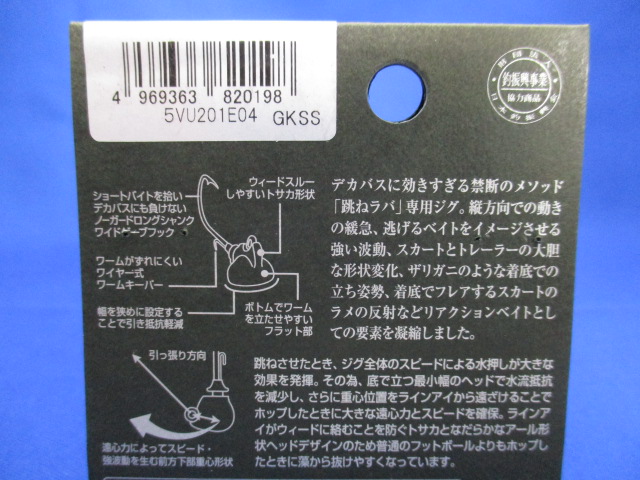 4 969363 820198
5VU201E04 GKSS
財団法人
釣振興事業
協力商品
日本釣振興会
ウィードスルー
しやすいトサカ形状
ショートバイトを拾い
デカバスにも負けない
ノーガードロングシャンク
ワイドゲープフック
ワームがずれにくい
ワイヤー式
ワームキーパー
幅を狭めに設定する
ことで引き抵抗軽減
ボトムでワーム
を立たせやすい
フラット部
デカバスに効きすぎる禁断のメソッド
「跳ねラバ」専用ジグ。縦方向での動き
の緩急、逃げるベイトをイメージさせる
強い波動、スカートとトレーラーの大胆
な形状変化、ザリガニのような着底での
立ち姿勢、着底でフレアするスカートの
ラメの反射などリアクションベイトとし
ての要素を凝縮しました。
引っ張り方向
遠心力によってスピード・
強波動を生む前方下部重心形状
跳ねさせたとき、ジグ全体のスピードによる水押しが大きな
効果を発揮。その為、底で立つ最小幅のヘッドで水流抵抗
を減少し、さらに重心位置をラインアイから遠ざけることで
ホップしたときに大きな遠心力とスピードを確保。ラインア
イがウィードに絡むことを防ぐトサカとなだらかなアール形
状ヘッドデザインのため普通のフットボールよりもホップし
たときに藻から抜けやすくなっています。